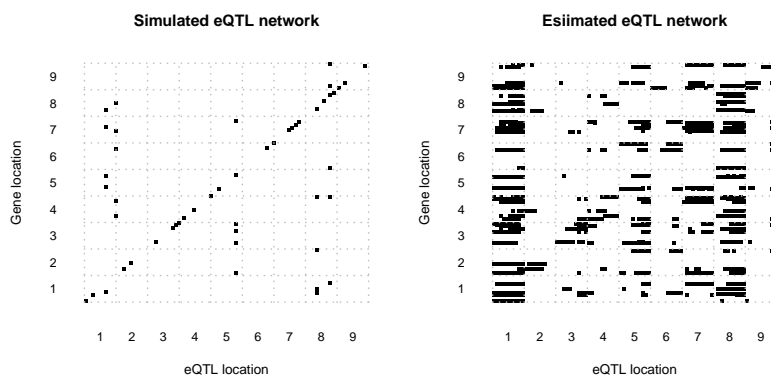 Simulated eQTL network
Esiimated eQTL network
Gene location
9
8
7
6
5
4
3
2
1
1 2 3 4 5 6 7 8 9
eQTL location
Gene location
9
8
7
6
5
4
3
2
1
1 2 3 4 5 6 7 8 9
eQTL location